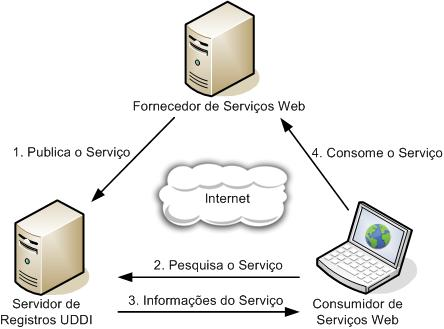 Fornecedor de Serviços Web
1. Publica o Serviço
4. Consome o Serviço
Internet
2. Pesquisa o Serviço
3. Informações do Serviço
Servidor de
Registros UDDI
Consumidor de
Serviços Web